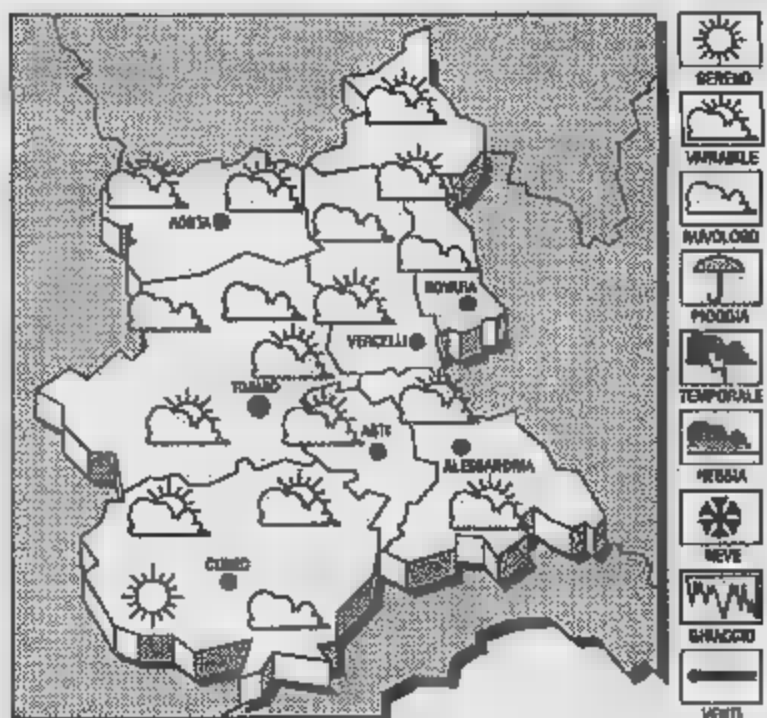 AOSTA
NOVARA
VERCELLI
TORINO
ASTI
ALESSANDRIA
CUNEO
SERENO
VARIABILE
NUVOLOSO
PIOGGIA
TEMPORALE
NEBBIA
NEVE
GHIACCIO
VENTI